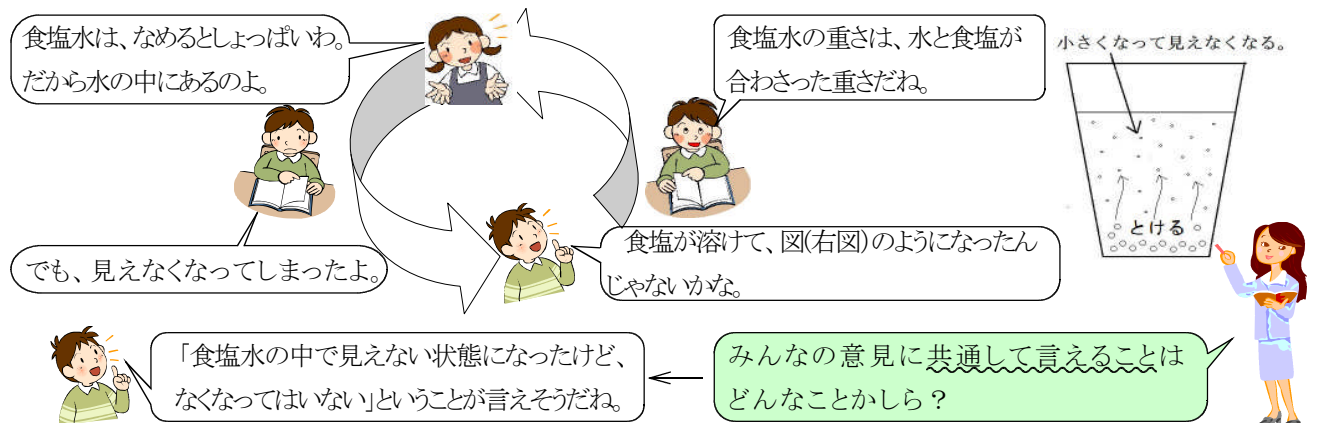 食塩水は、なめるとしょっぱいわ。
だから水の中にあるのよ。
食塩水の重さは、水と食塩が
合わさった重さだね。
小さくなって見えなくなる。
とける
でも、見えなくなってしまったよ。
食塩が溶けて、図(右図)のようになったん
じゃないかな。
みんなの意見に共通して言えることは
どんなことかしら？
「食塩水の中で見えない状態になったけど、
なくなってはいない」ということが言えそうだね。